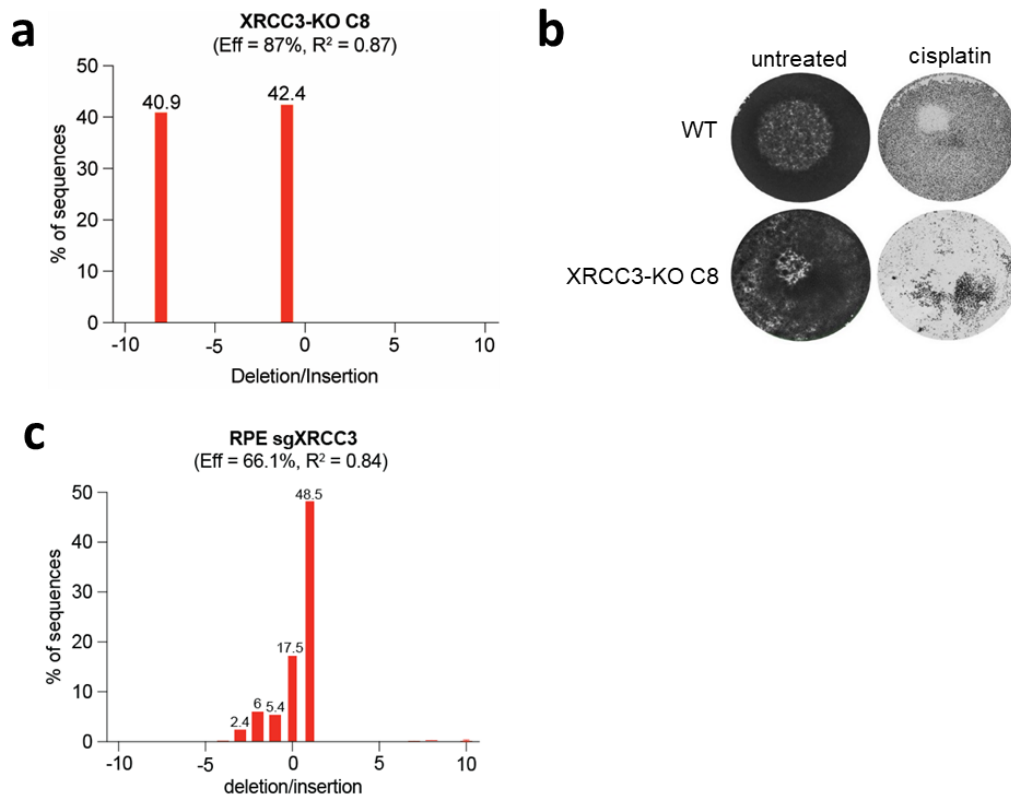 a
XRCC3-KO C8
(Eff = 87%, R² = 0.87)
50
40
30
20
10
0
% of sequences
40.9
42.4
-10
-5
0
5
10
Deletion/Insertion
b
untreated
cisplatin
WT
XRCC3-KO C8
c
RPE sgXRCC3
(Eff = 66.1%, R² = 0.84)
50
40
30
20
10
0
% of sequences
2.4
6
5.4
17.5
48.5
-10
-5
0
5
10
deletion/insertion